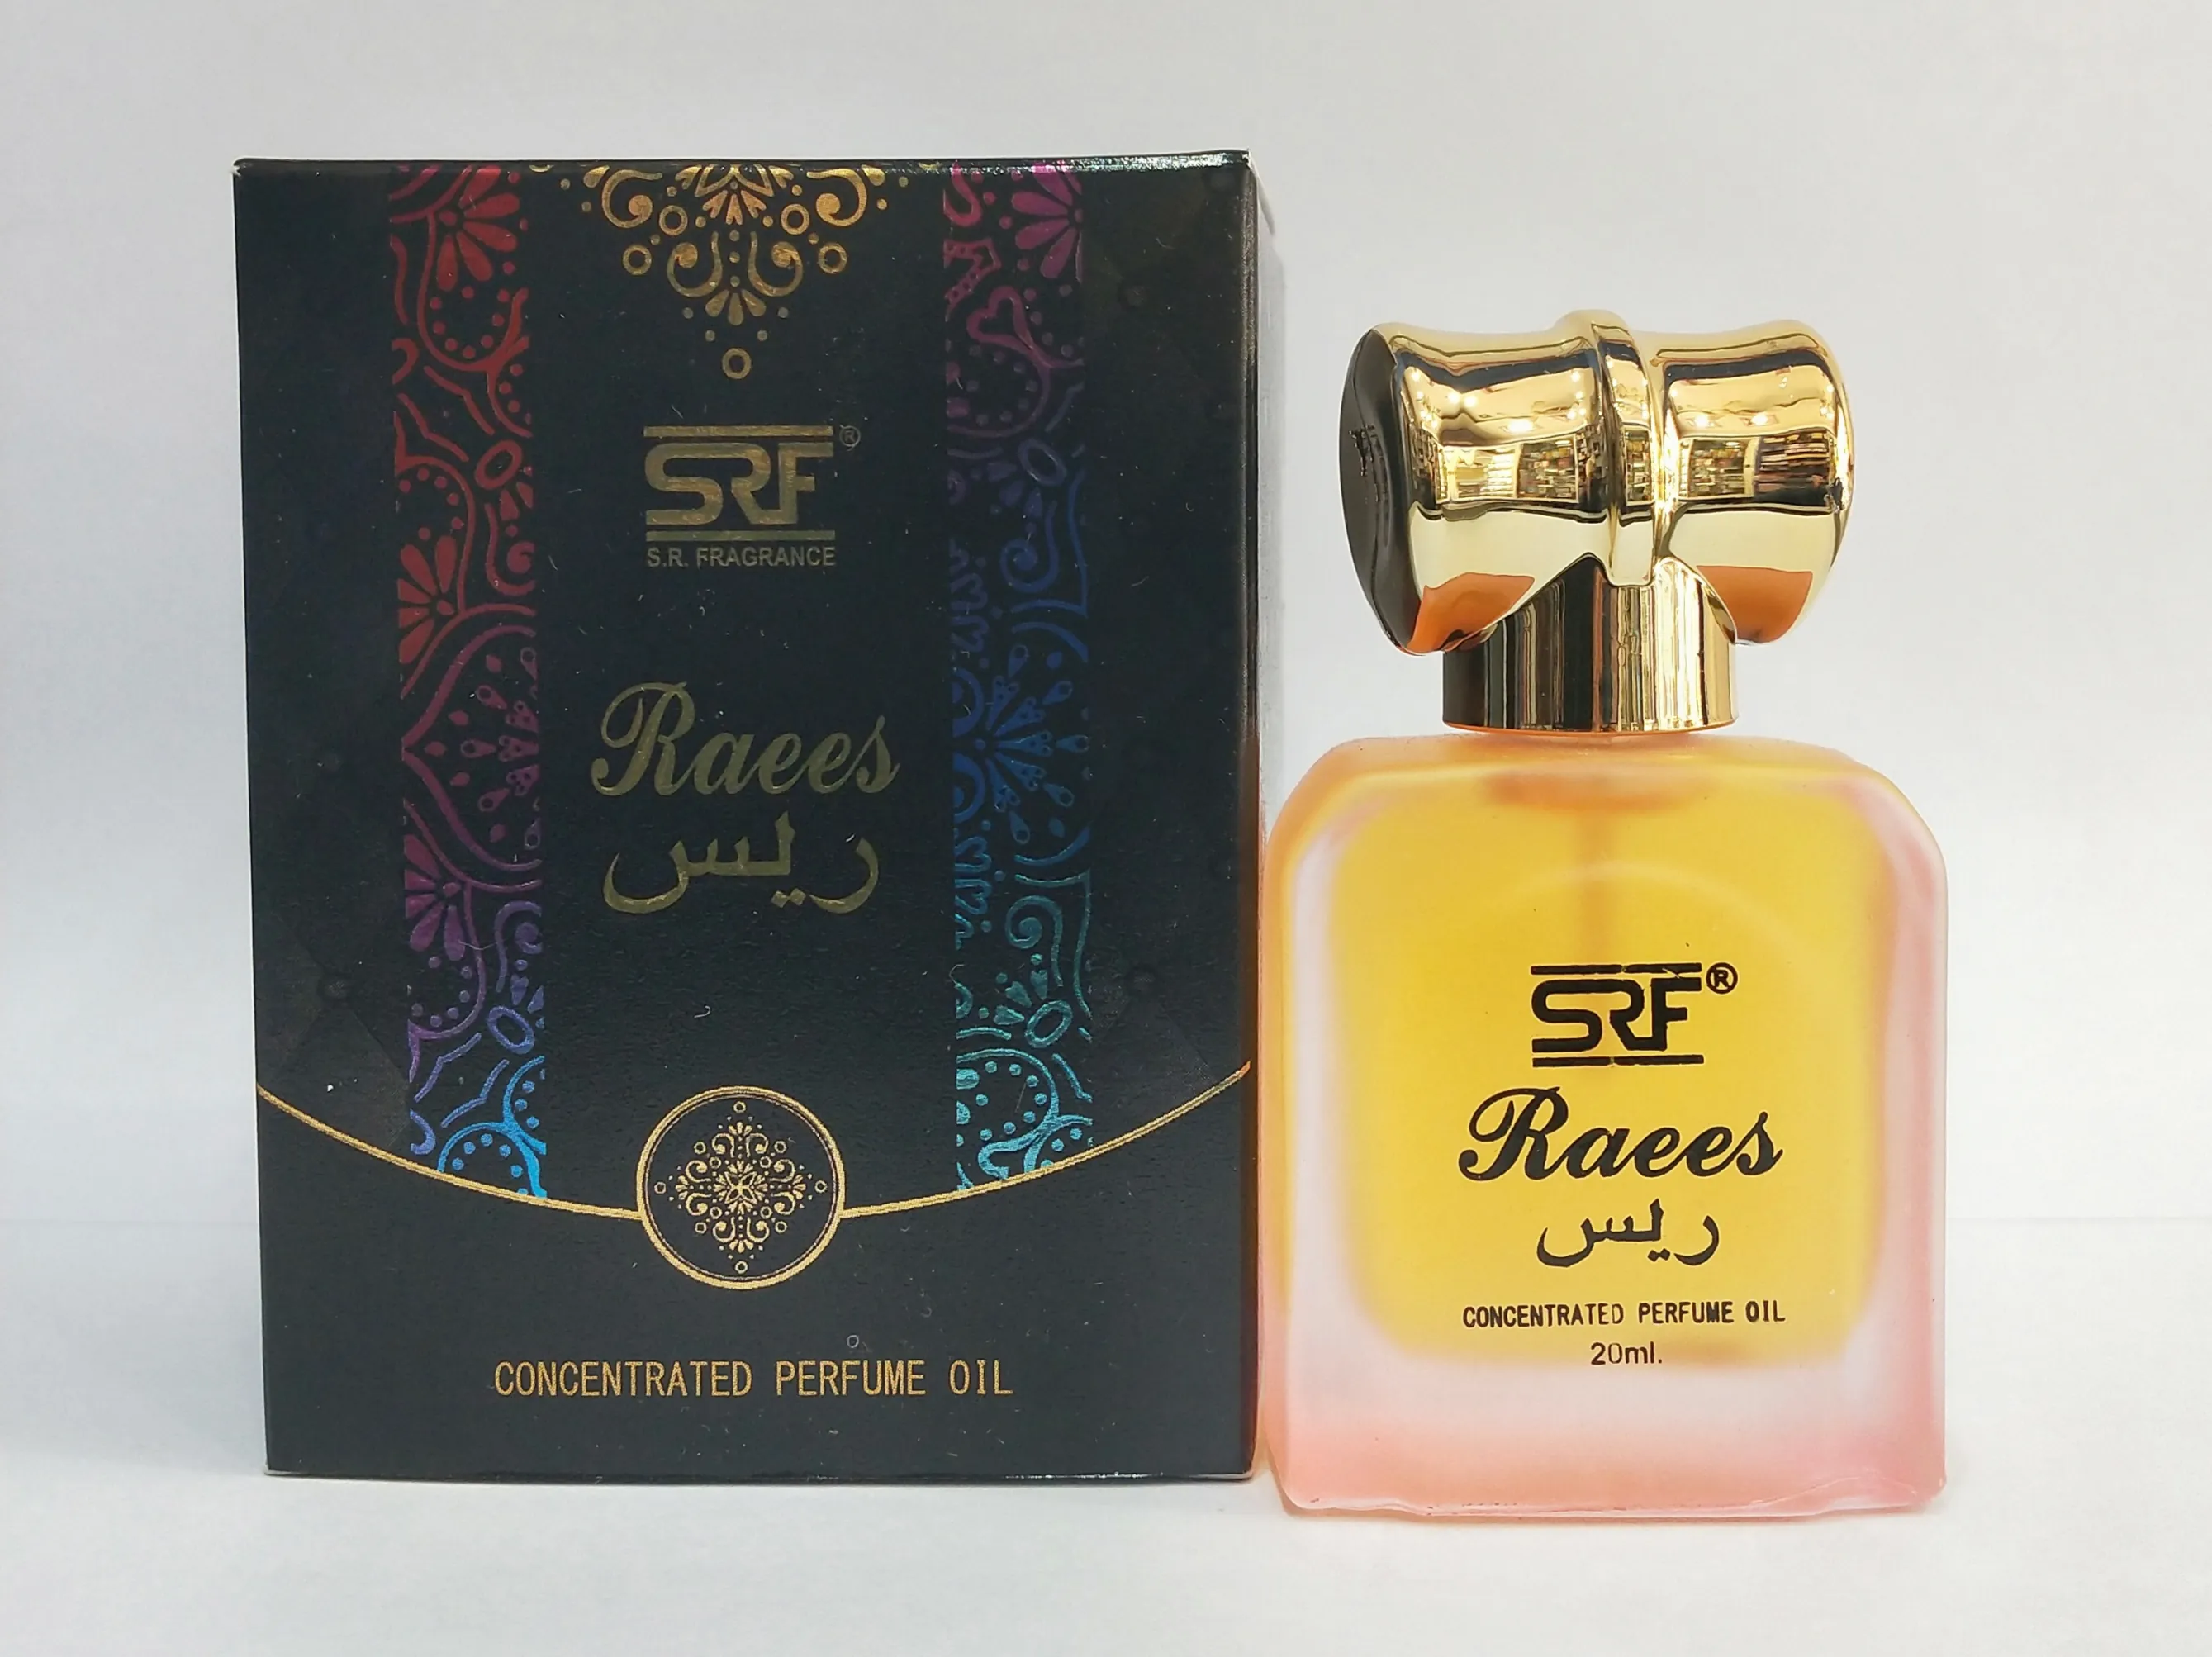 SRF®
S.R. FRAGRANCE
Raees
ريس
CONCENTRATED PERFUME OIL
SRF®
Raees
ريس
CONCENTRATED PERFUME OIL
20ml.